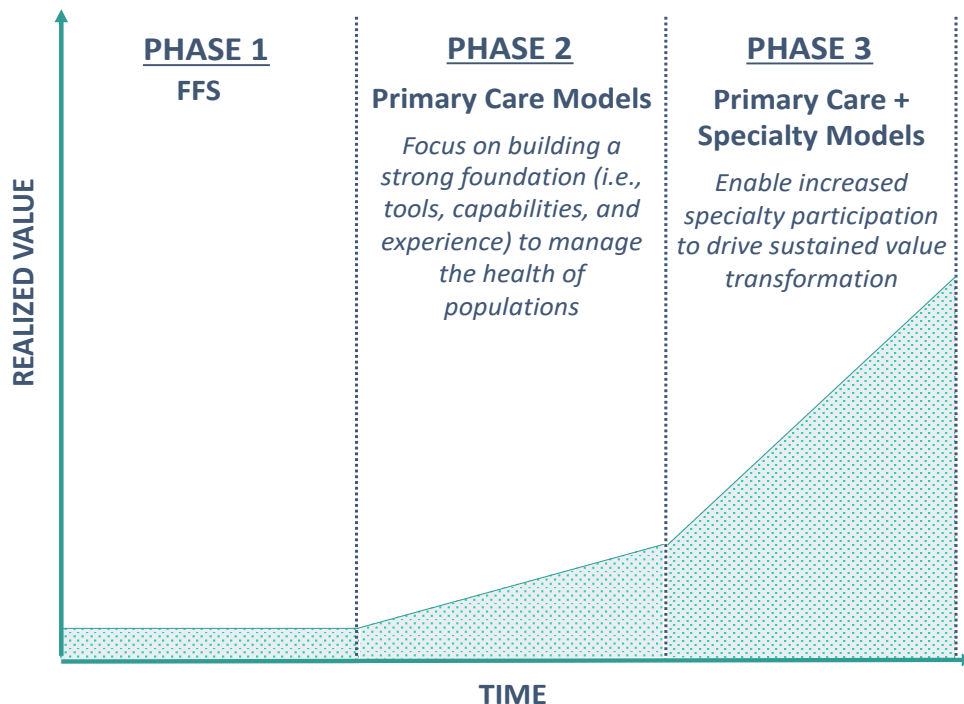 PHASE 1
FFS
PHASE 2
Primary Care Models
Focus on building a
strong foundation (i.e.,
tools, capabilities, and
experience) to manage
the health of
populations
PHASE 3
Primary Care +
Specialty Models
Enable increased
specialty participation
to drive sustained value
transformation
REALIZED VALUE
TIME